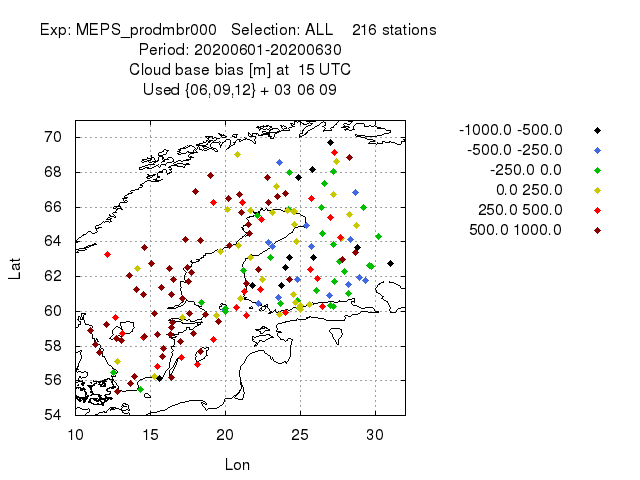 Exp: MEPS_prodmbr000 Selection: ALL 216 stations
Period: 20200601-20200630
Cloud base bias [m] at 15 UTC
Used {06,09,12} + 03 06 09
70
68
66
64
62
60
58
56
54
10 15 20 25 30
Lat
Lon
-1000.0 -500.0
-500.0 -250.0
-250.0 0.0
0.0 250.0
250.0 500.0
500.0 1000.0